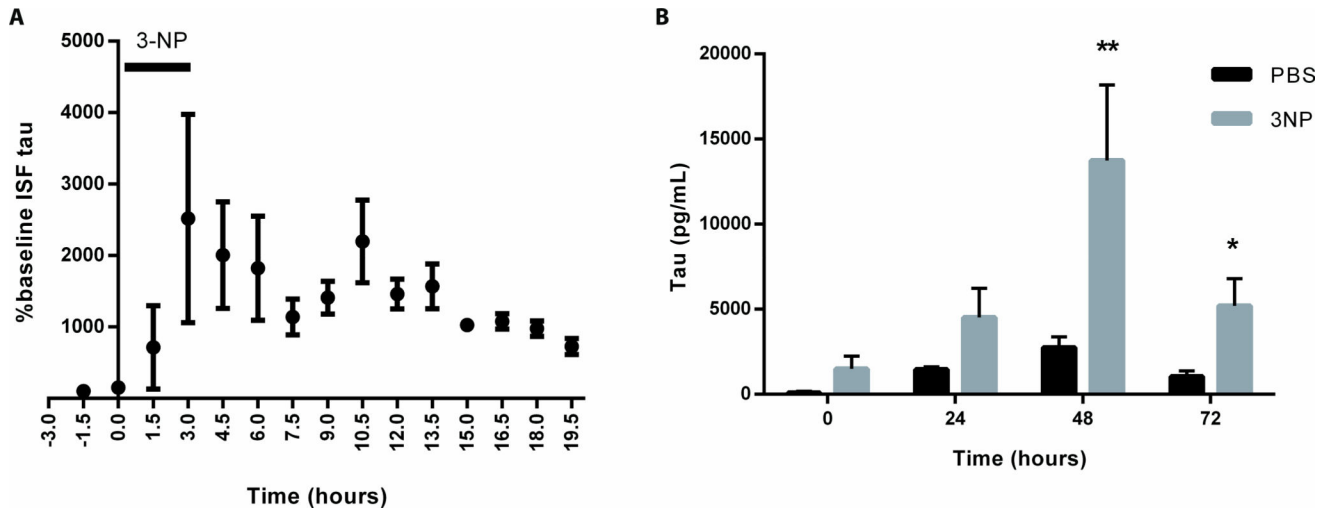 A
5000
4000
3000
2000
1000
%baseline ISF tau
3-NP
-3.0 -1.5 0.0 1.5 3.0 4.5 6.0 7.5 9.0 10.5 12.0 13.5 15.0 16.5 18.0 19.5
Time (hours)
B
20000
15000
10000
5000
0
Tau (pg/mL)
**
*
PBS
3NP
0 24 48 72
Time (hours)